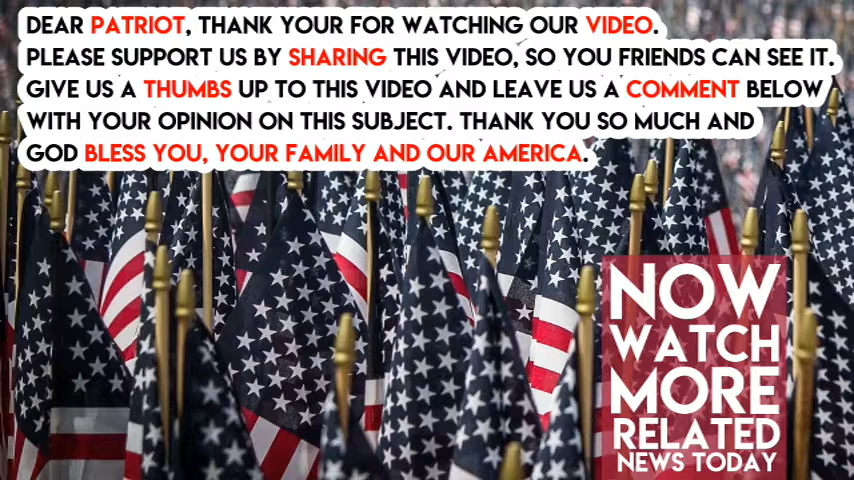 DEAR PATRIOT, THANK YOUR FOR WATCHING OUR VIDEO.
PLEASE SUPPORT US BY SHARING THIS VIDEO, SO YOU FRIENDS CAN SEE IT.
GIVE US A THUMBS UP TO THIS VIDEO AND LEAVE US A COMMENT BELOW
WITH YOUR OPINION ON THIS SUBJECT. THANK YOU SO MUCH AND
GOD BLESS YOU, YOUR FAMILY AND OUR AMERICA.
NOW
WATCH
MORE
RELATED
NEWS TODAY